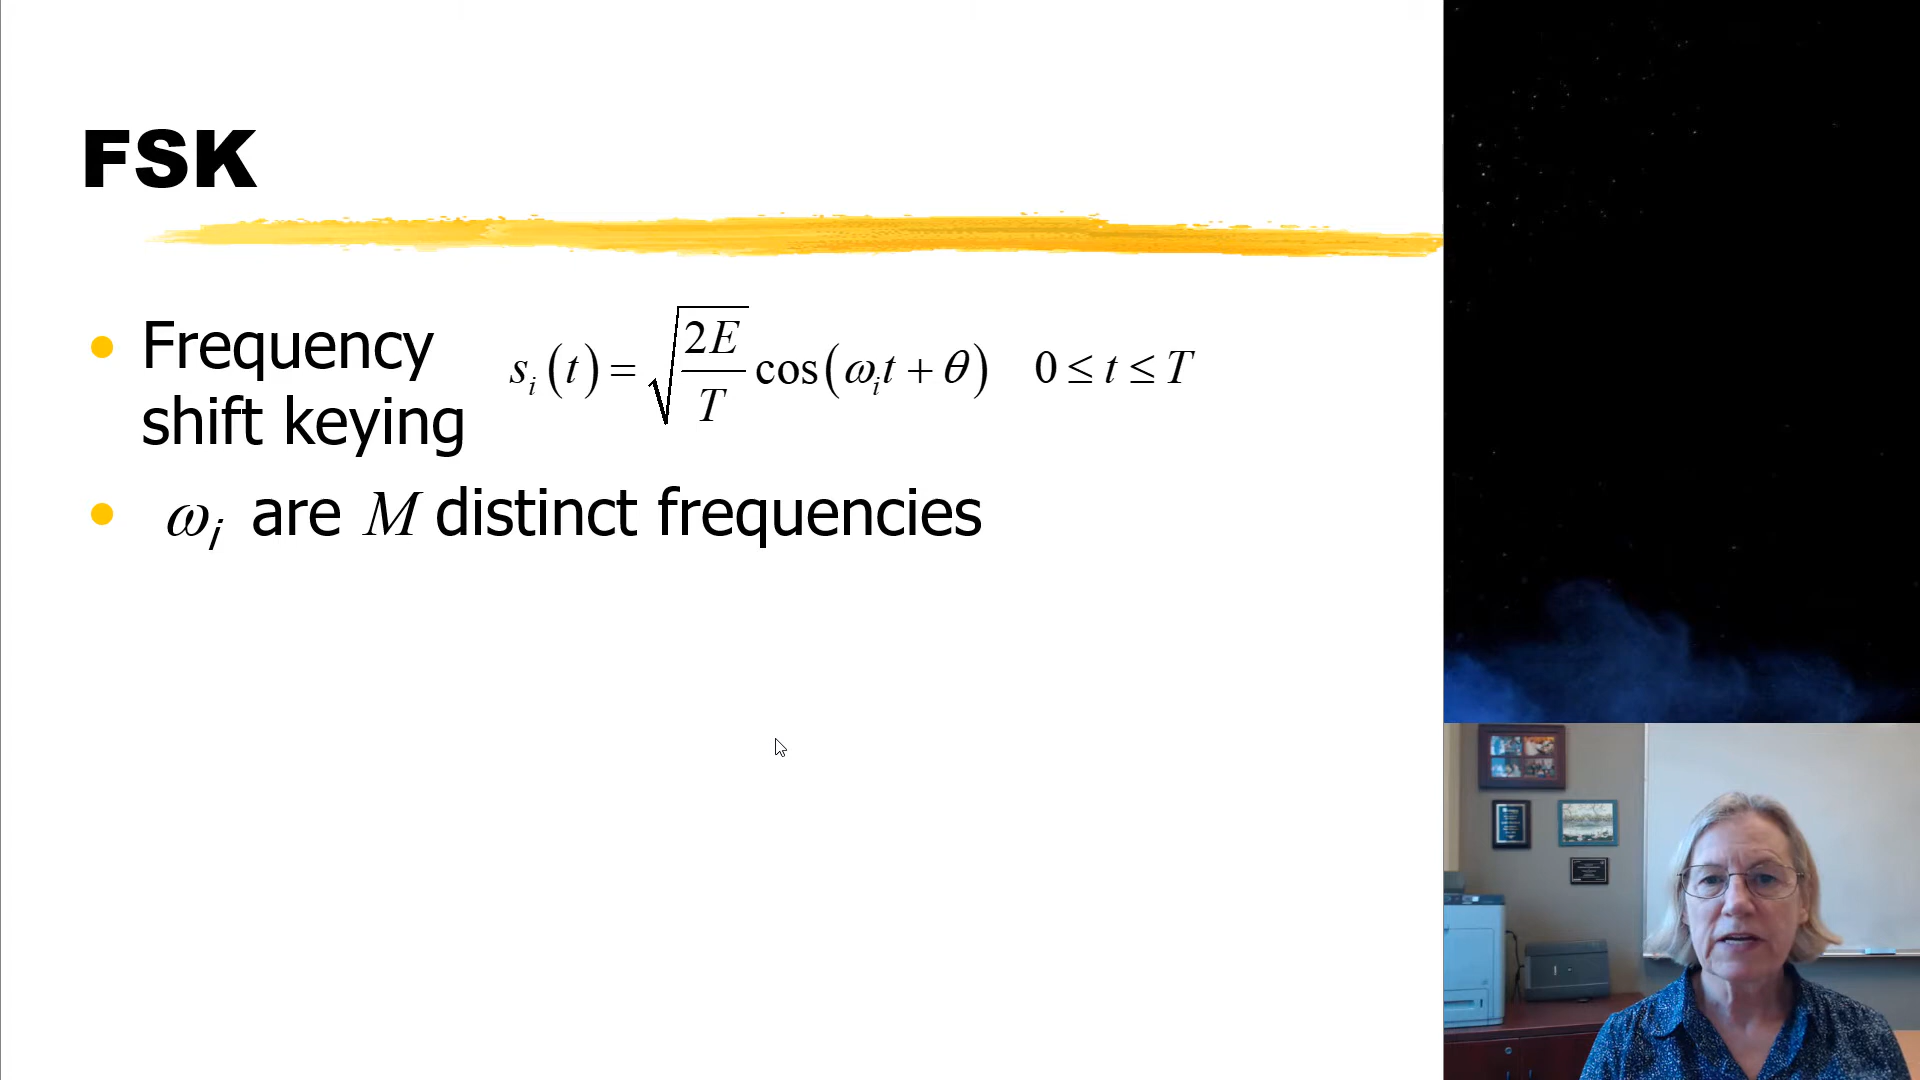 FSK
Frequency
shift keying
s_i(t) = √(2E/T) cos(ω_i t + θ)   0 ≤ t ≤ T
ω_i are M distinct frequencies